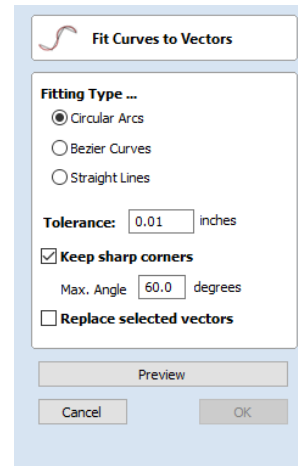 Fit Curves to Vectors
Fitting Type ...
Circular Arcs
Bezier Curves
Straight Lines
Tolerance: 0.01 inches
Keep sharp corners
Max. Angle 60.0 degrees
Replace selected vectors
Preview
Cancel OK